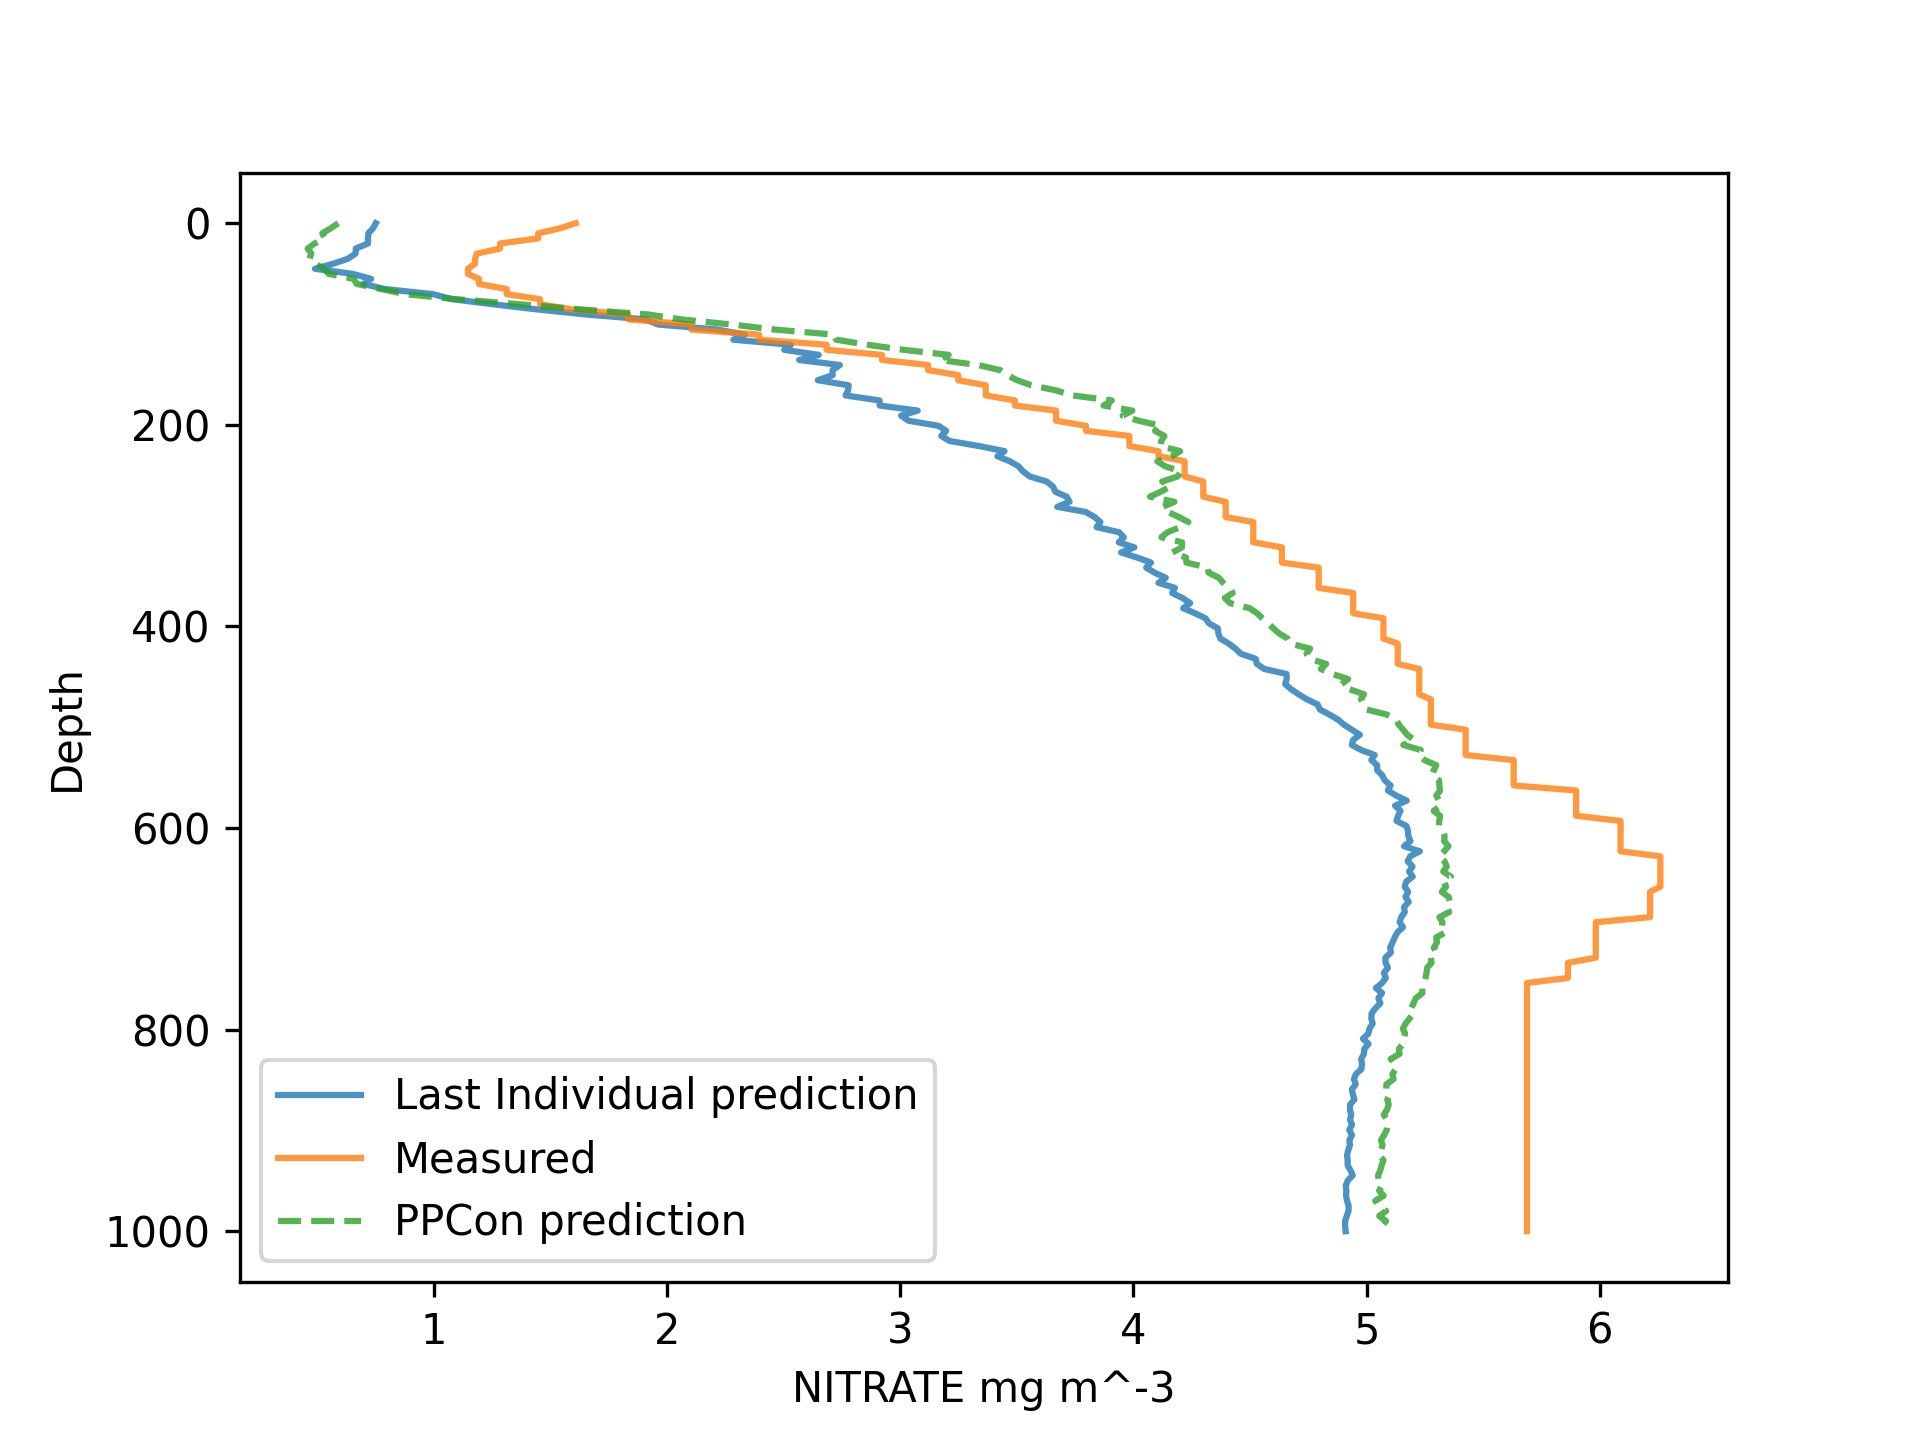 0
200
400
600
800
1000
Depth
Last Individual prediction
Measured
PPCon prediction
1 2 3 4 5 6
NITRATE mg m^-3